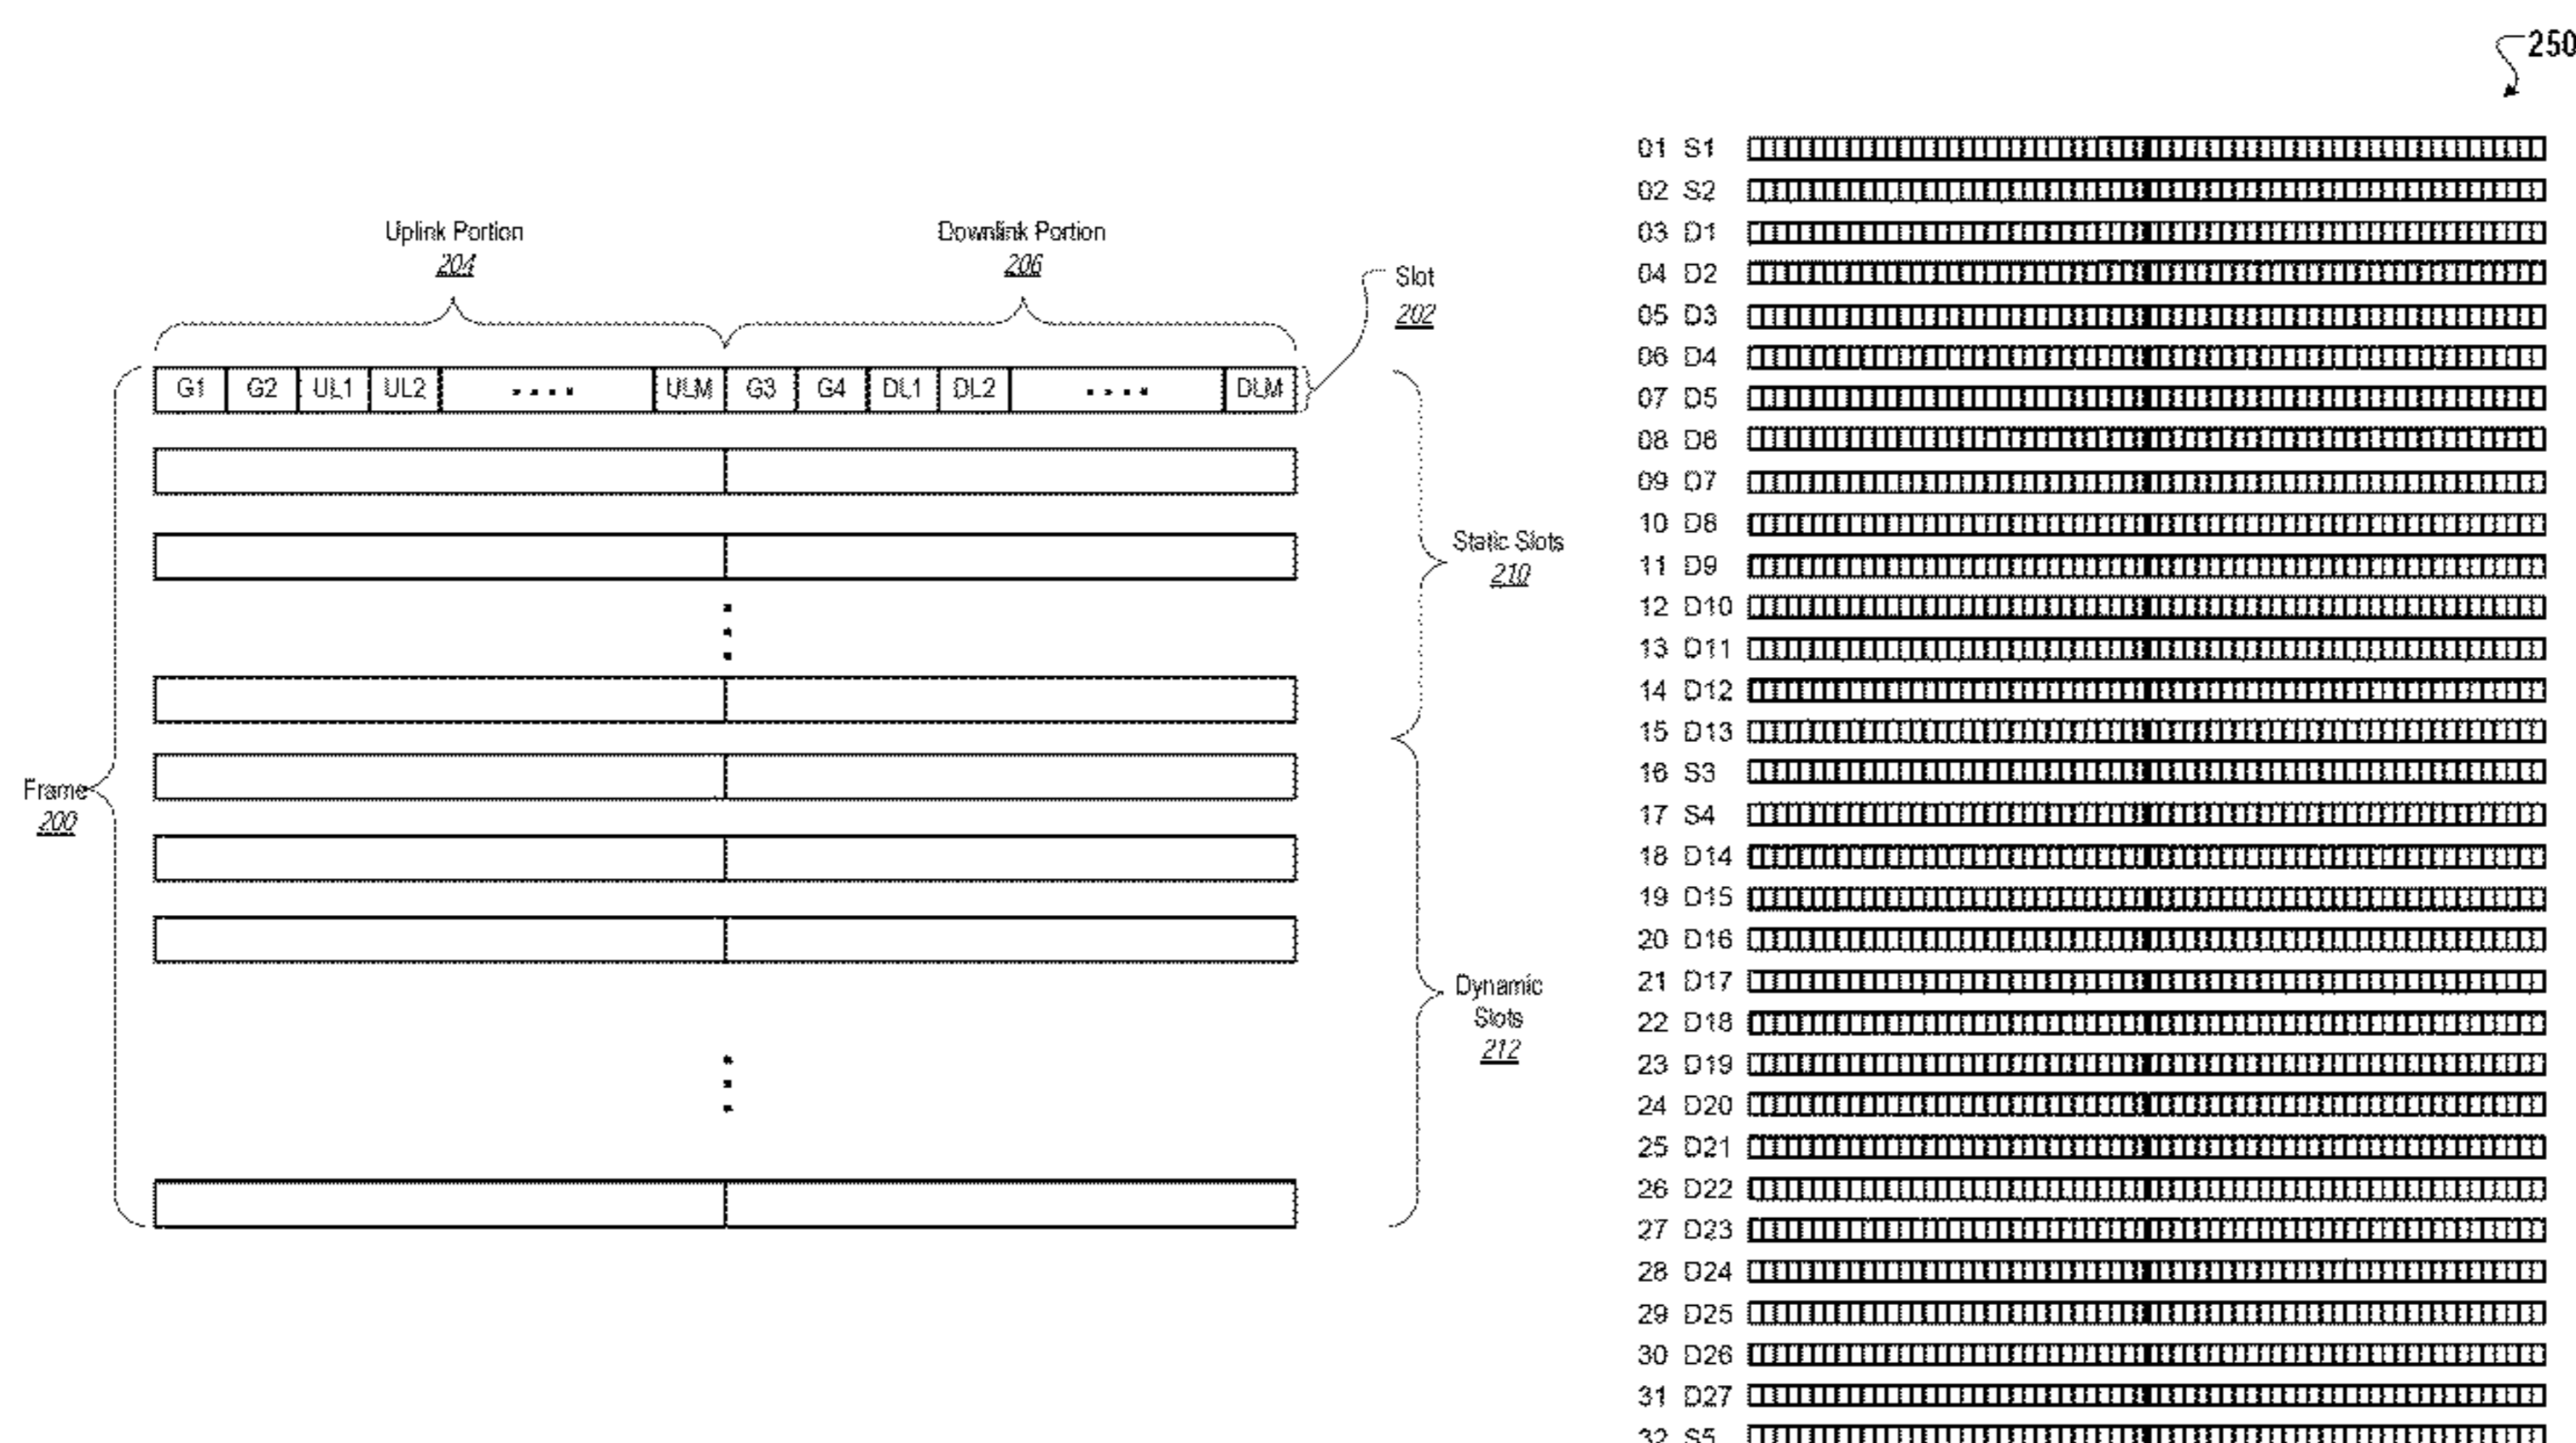 250
Uplink Portion
204
Downlink Portion
206
Slot
202
G1 G2 UL1 UL2 .... ULM G3 G4 DL1 DL2 .... DLM
Static Slots
210
Frame
200
Dynamic
Slots
212
01 S1
02 S2
03 D1
04 D2
05 D3
06 D4
07 D5
08 D6
09 D7
10 D8
11 D9
12 D10
13 D11
14 D12
15 D13
16 S3
17 S4
18 D14
19 D15
20 D16
21 D17
22 D18
23 D19
24 D20
25 D21
26 D22
27 D23
28 D24
29 D25
30 D26
31 D27
32 S5